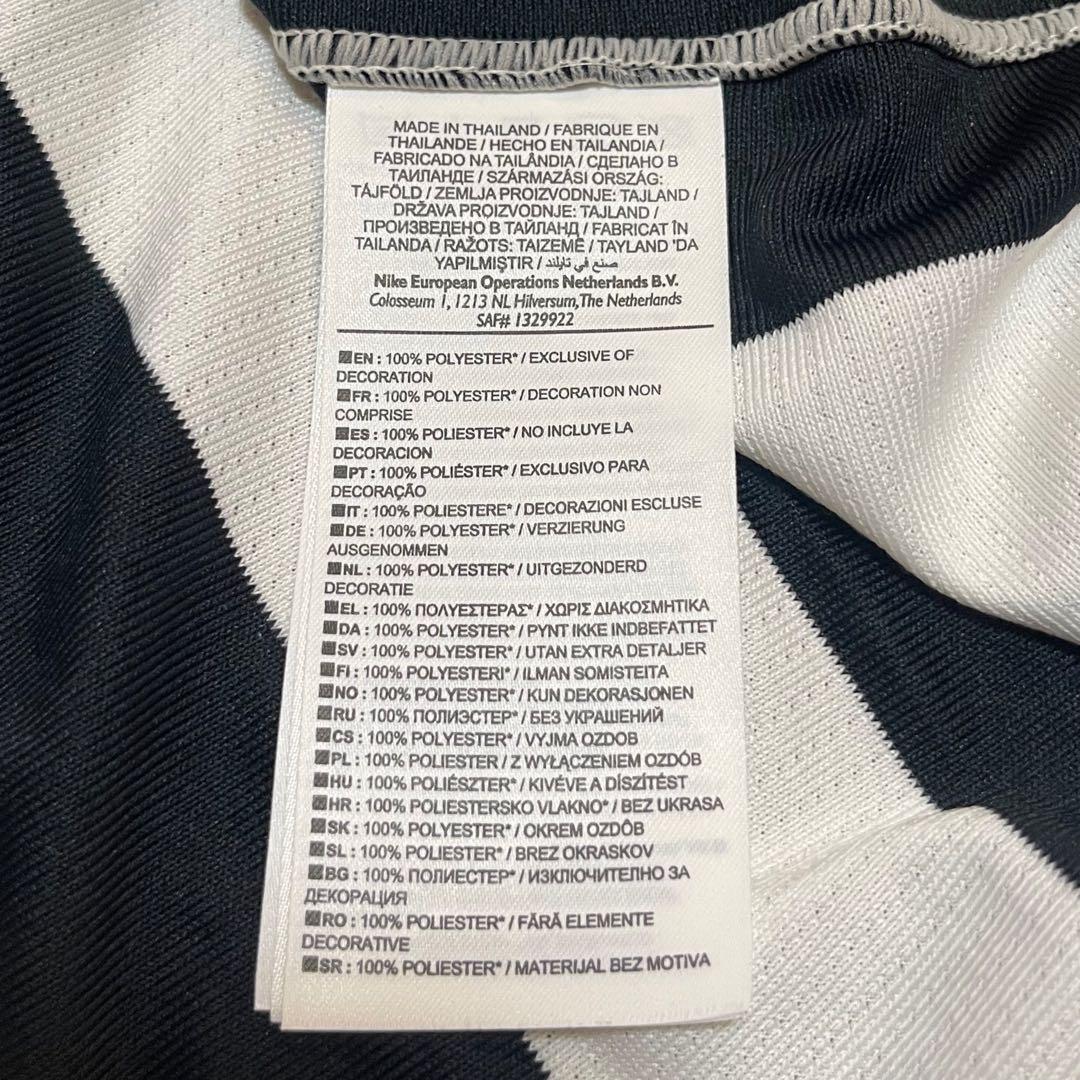 MADE IN THAILAND / FABRIQUE EN
THAILANDE / HECHO EN TAILANDIA /
FABRICADO NA TAILÂNDIA / СДЕЛАНО В
ТАИЛАНДЕ / SZÁRMAZÁSI ORSZÁG:
TÁJFÖLD / ZEMLJA PROIZVODNJE: TAJLAND /
DRŽAVA PROIZVODNJE: TAJLAND /
ПРОИЗВЕДЕНО В ТАЙЛАНД / FABRICAT ÎN
TAILANDA / RAŽOTS: TAIZEMĒ / TAYLAND 'DA
YAPILMIŞTIR / صنع في تايلند
Nike European Operations Netherlands B.V.
Colosseum 1, 1213 NL Hilversum, The Netherlands
SAF# 1329922
EN : 100% POLYESTER* / EXCLUSIVE OF
DECORATION
FR : 100% POLYESTER* / DECORATION NON
COMPRISE
ES : 100% POLIESTER* / NO INCLUYE LA
DECORACION
PT : 100% POLIÉSTER* / EXCLUSIVO PARA
DECORAÇÃO
IT : 100% POLIESTERE* / DECORAZIONI ESCLUSE
DE : 100% POLYESTER* / VERZIERUNG
AUSGENOMMEN
NL : 100% POLYESTER* / UITGEZONDERD
DECORATIE
EL : 100% ΠΟΛΥΕΣΤΕΡΑΣ* / ΧΩΡΙΣ ΔΙΑΚΟΣΜΗΤΙΚΑ
DA : 100% POLYESTER* / PYNT IKKE INDBEFATTET
SV : 100% POLYESTER* / UTAN EXTRA DETALJER
FI : 100% POLYESTERI* / ILMAN SOMISTEITA
NO : 100% POLYESTER* / KUN DEKORASJONEN
RU : 100% ПОЛИЭСТЕР* / БЕЗ УКРАШЕНИЙ
CS : 100% POLYESTER* / VYJMA OZDOB
PL : 100% POLIESTER / Z WYŁĄCZENIEM OZDÓB
HU : 100% POLIÉSZTER* / KIVÉVE A DÍSZÍTÉST
HR : 100% POLIESTERSKO VLAKNO* / BEZ UKRASA
SK : 100% POLYESTER* / OKREM OZDÔB
SL : 100% POLIESTER* / BREZ OKRASKOV
BG : 100% ПОЛИЕСТЕР* / ИЗКЛЮЧИТЕЛНО ЗА
ДЕКОРАЦИЯ
RO : 100% POLIESTER* / FĂRĂ ELEMENTE
DECORATIVE
SR : 100% POLIESTER* / MATERIJAL BEZ MOTIVA